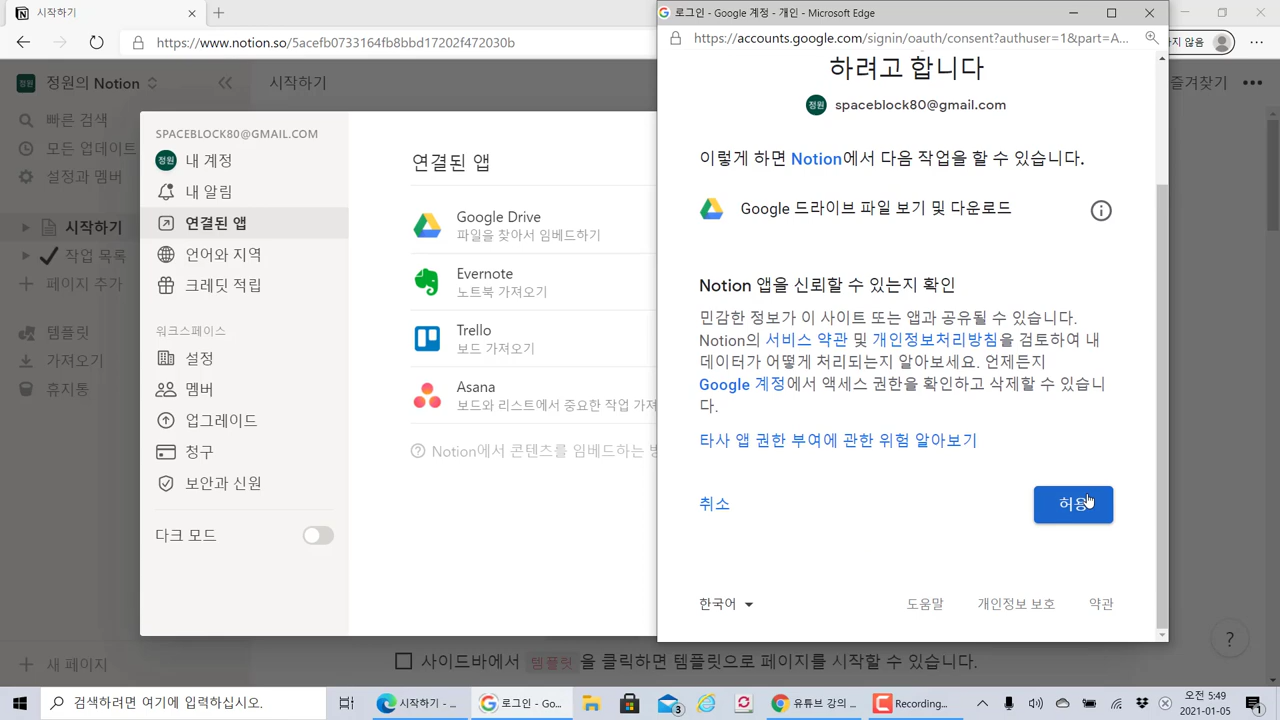 시작하기
https://www.notion.so/5acefb0733164fb8bbd17202f472030b
정원 정원의 Notion
시작하기
빠른 검색
모든 업데이트
설정과 멤버
시작하기
작업 목록
페이지 추가
템플릿
가져오기
휴지통
새 페이지
SPACEBLOCK80@GMAIL.COM
정원 내 계정
내 알림
연결된 앱
언어와 지역
크레딧 적립
워크스페이스
설정
멤버
업그레이드
청구
보안과 신원
다크 모드
연결된 앱
Google Drive
파일을 찾아서 임베드하기
Evernote
노트북 가져오기
Trello
보드 가져오기
Asana
보드와 리스트에서 중요한 작업 가져
Notion에서 콘텐츠를 임베드하는
사이드바에서 템플릿 을 클릭하면 템플릿으로 페이지를 시작할 수 있습니다.
로그인 - Google 계정 - 개인 - Microsoft Edge
https://accounts.google.com/signin/oauth/consent?authuser=1&part=A...
하려고 합니다
정원 spaceblock80@gmail.com
이렇게 하면 Notion에서 다음 작업을 할 수 있습니다.
Google 드라이브 파일 보기 및 다운로드
Notion 앱을 신뢰할 수 있는지 확인
민감한 정보가 이 사이트 또는 앱과 공유될 수 있습니다.
Notion의 서비스 약관 및 개인정보처리방침을 검토하여 내
데이터가 어떻게 처리되는지 알아보세요. 언제든지
Google 계정에서 액세스 권한을 확인하고 삭제할 수 있습니
다.
타사 앱 권한 부여에 관한 위험 알아보기
취소
허용
한국어
도움말
개인정보 보호
약관
지 않음
즐겨찾기
?
검색하려면 여기에 입력하십시오.
시작하기 - ...
로그인 - Go...
3
유튜브 강의 ...
Recording...
오전 5:49
2021-01-05
1